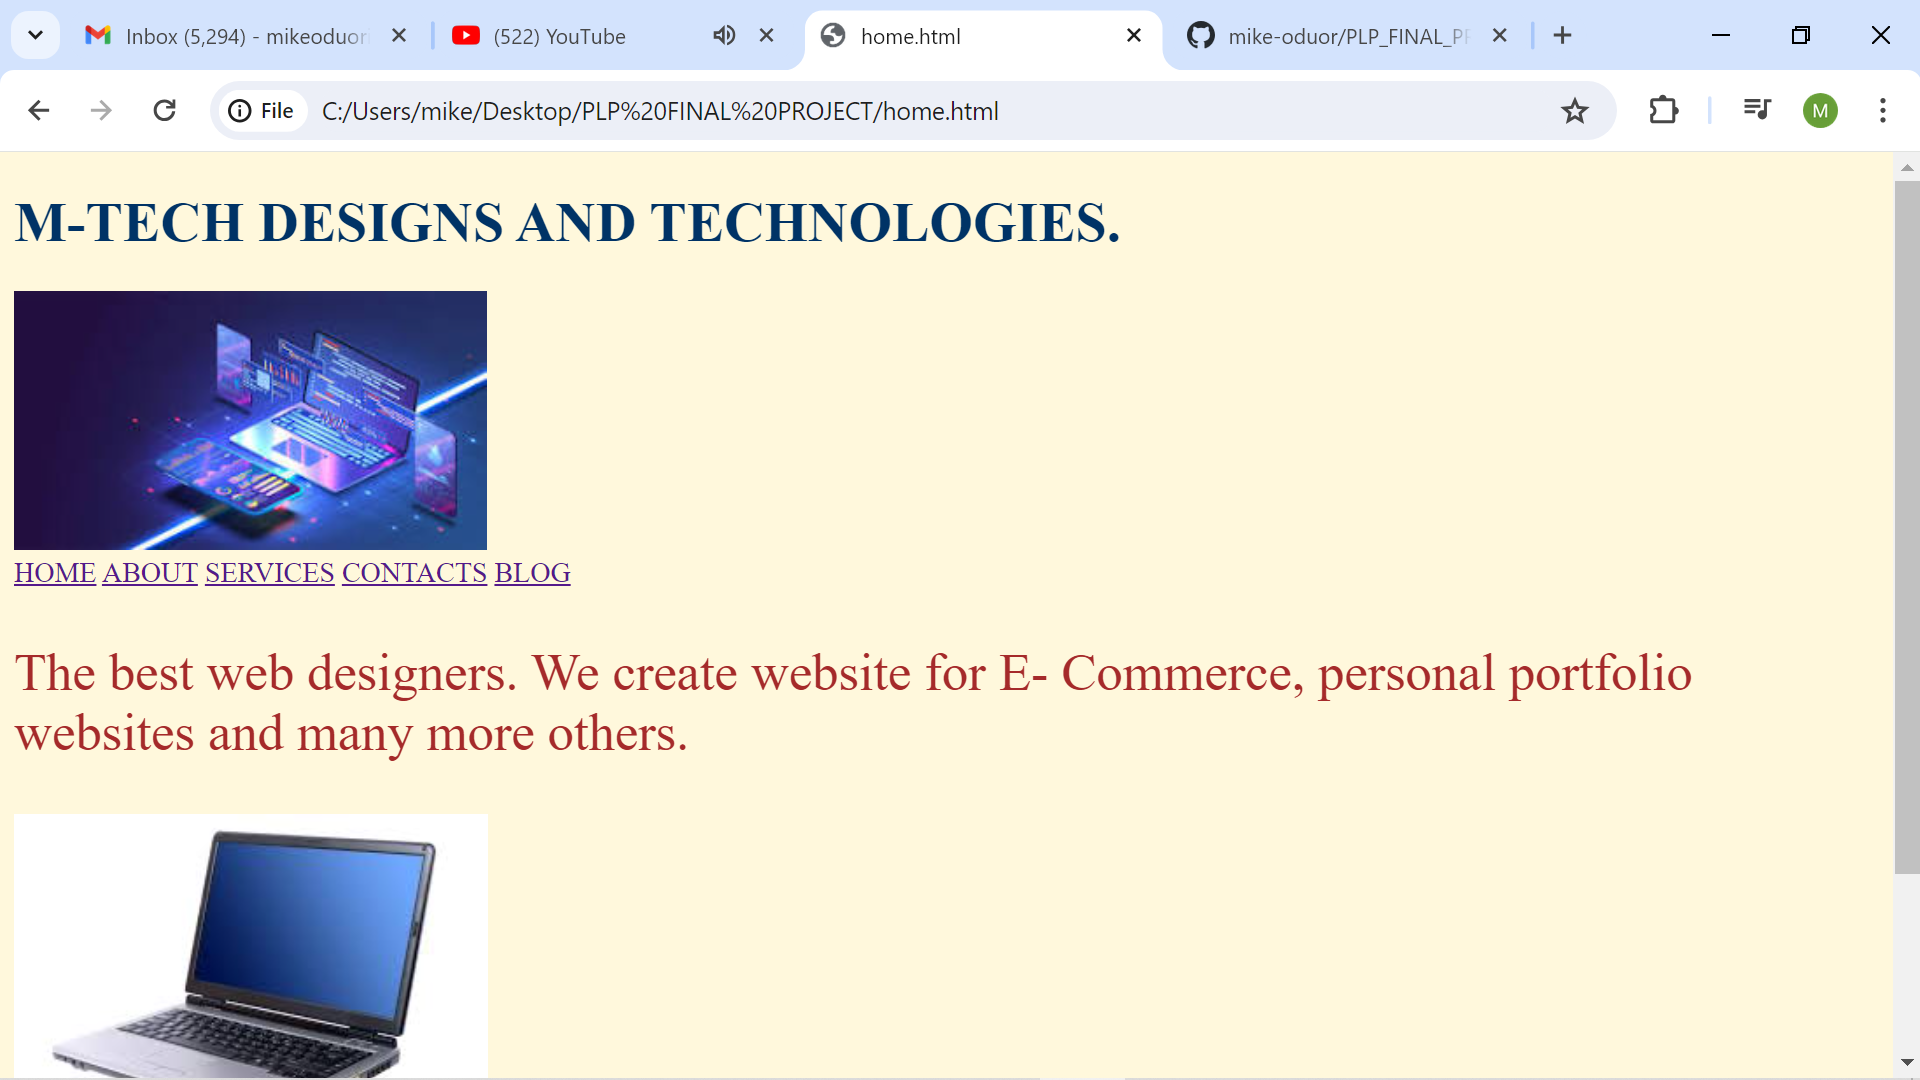 Inbox (5,294) - mikeoduor
(522) YouTube
home.html
mike-oduor/PLP_FINAL_PR
File
C:/Users/mike/Desktop/PLP%20FINAL%20PROJECT/home.html
M
M-TECH DESIGNS AND TECHNOLOGIES.
HOME ABOUT SERVICES CONTACTS BLOG
The best web designers. We create website for E- Commerce, personal portfolio
websites and many more others.